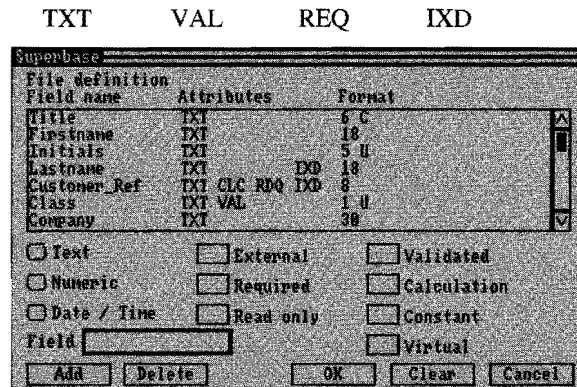 TXT VAL REQ IXD
Superbase
File definition
Field name Attributes Format
Title TXT 6 C
Firstname TXT 18
Initials TXT 5 U
Lastname TXT IXD 18
Customer_Ref TXT CLC RDQ IXD 8
Class TXT VAL 1 U
Company TXT 30
Text External Validated
Numeric Required Calculation
Date / Time Read only Constant
Field Virtual
Add Delete OK Clear Cancel